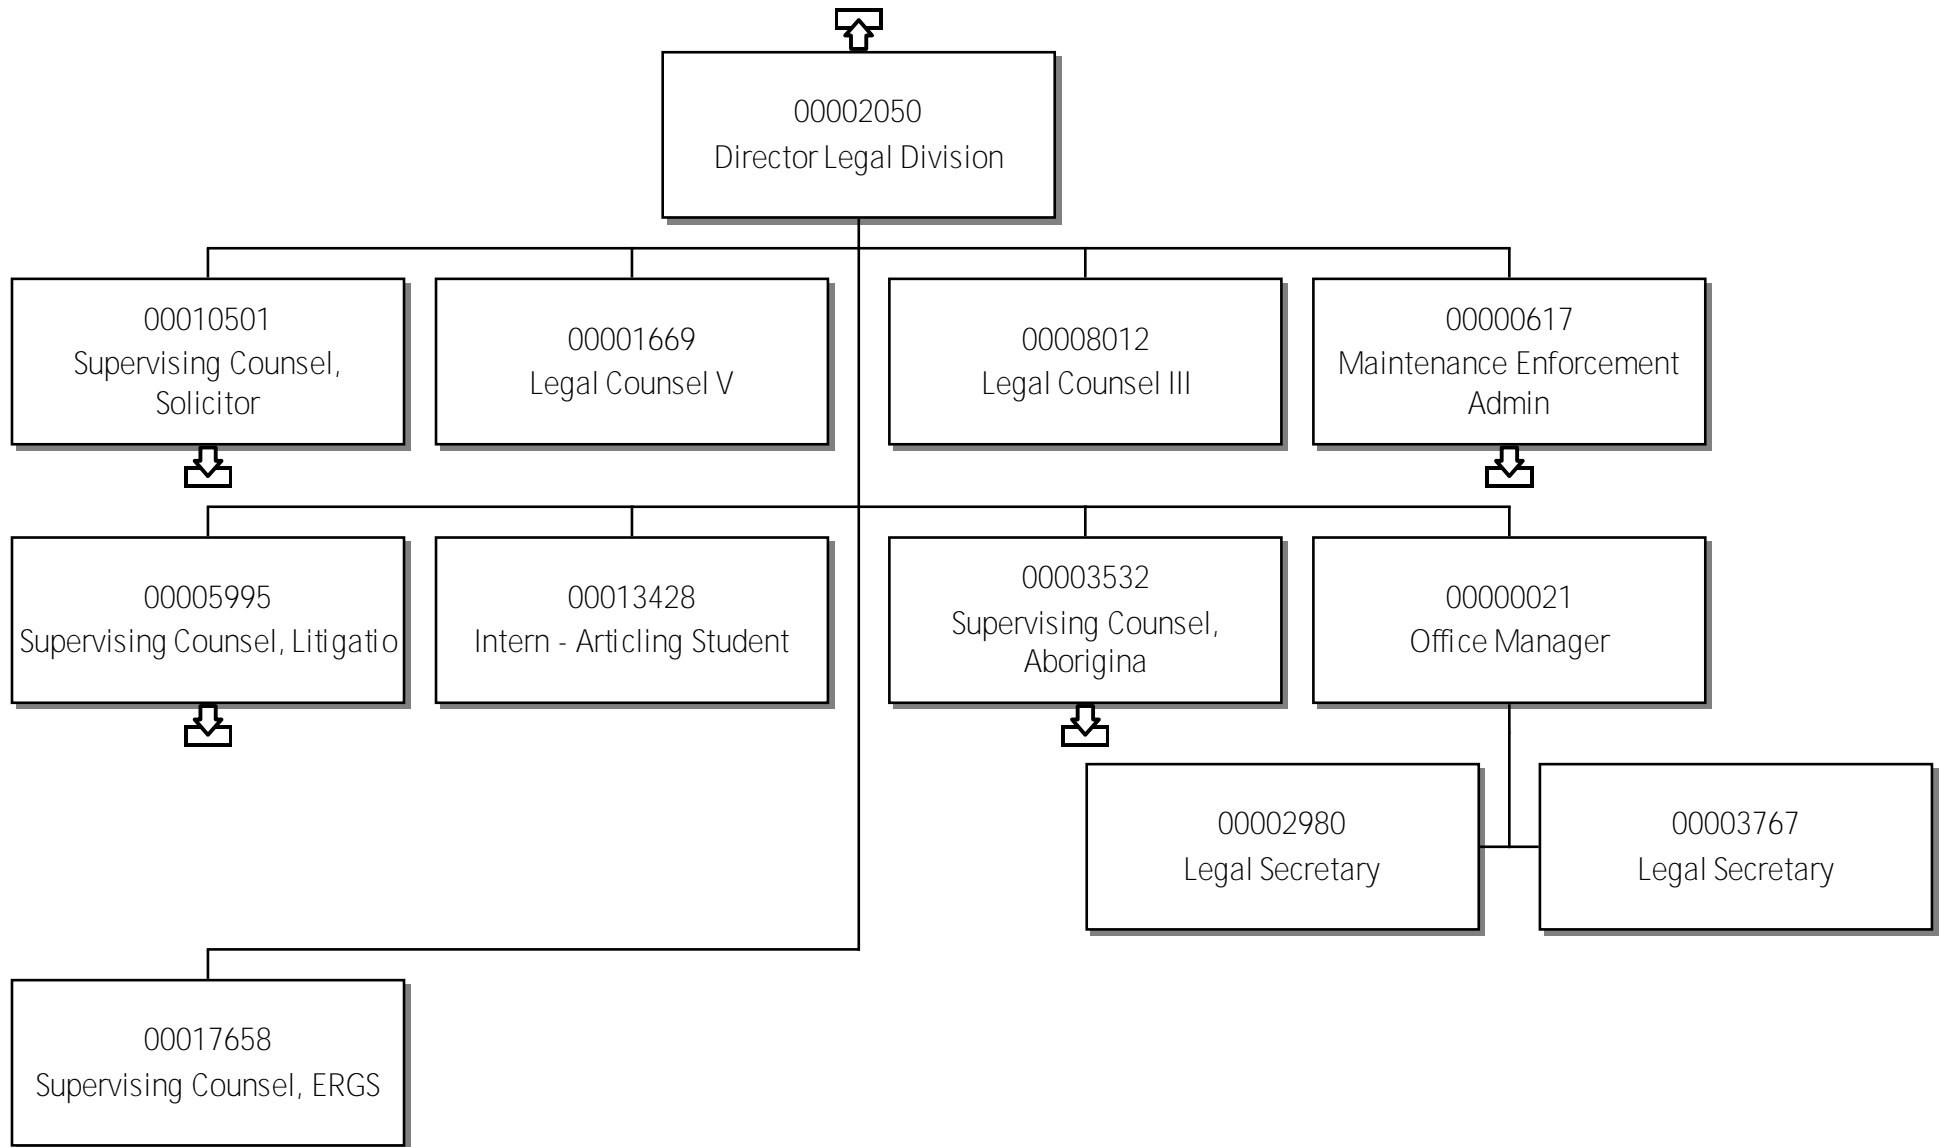 00002050
Director Legal Division
00010501
Supervising Counsel,
Solicitor
00001669
Legal Counsel V
00008012
Legal Counsel III
00000617
Maintenance Enforcement
Admin
00005995
Supervising Counsel, Litigatio
00013428
Intern - Articling Student
00003532
Supervising Counsel,
Aborigina
00000021
Office Manager
00002980
Legal Secretary
00003767
Legal Secretary
00017658
Supervising Counsel, ERGS